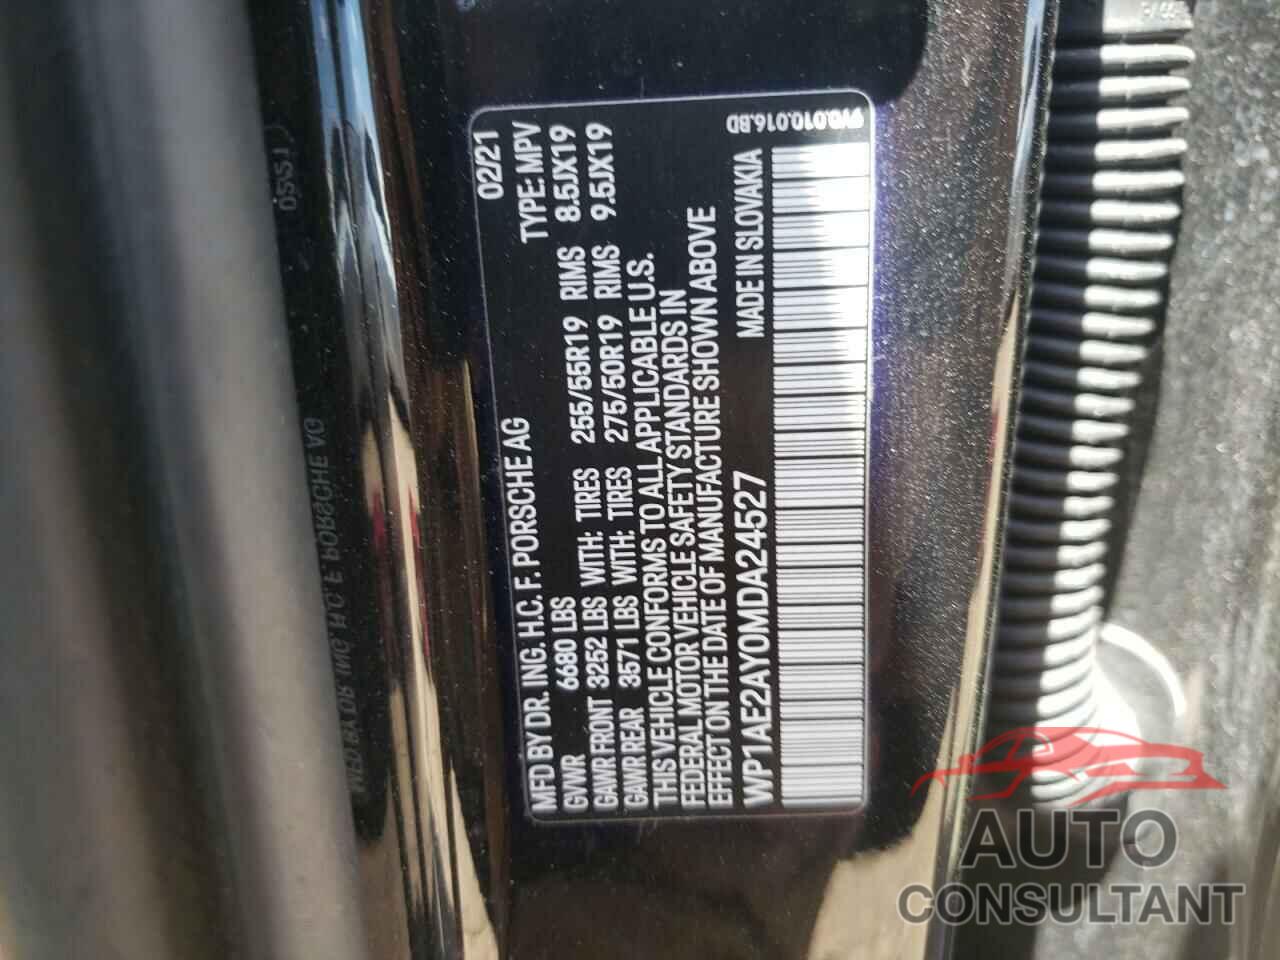 MFD BY DR. ING. H.C. F. PORSCHE AG 02/21
GVWR 6680 LBS TYPE: MPV
GAWR FRONT 3252 LBS WITH: TIRES 255/55R19 RIMS 8.5JX19
GAWR REAR 3571 LBS WITH: TIRES 275/50R19 RIMS 9.5JX19
THIS VEHICLE CONFORMS TO ALL APPLICABLE U.S.
FEDERAL MOTOR VEHICLE SAFETY STANDARDS IN
EFFECT ON THE DATE OF MANUFACTURE SHOWN ABOVE
WP1AE2AY0MDA24527 MADE IN SLOVAKIA
9Y0.010.016.BD
AUTO
CONSULTANT